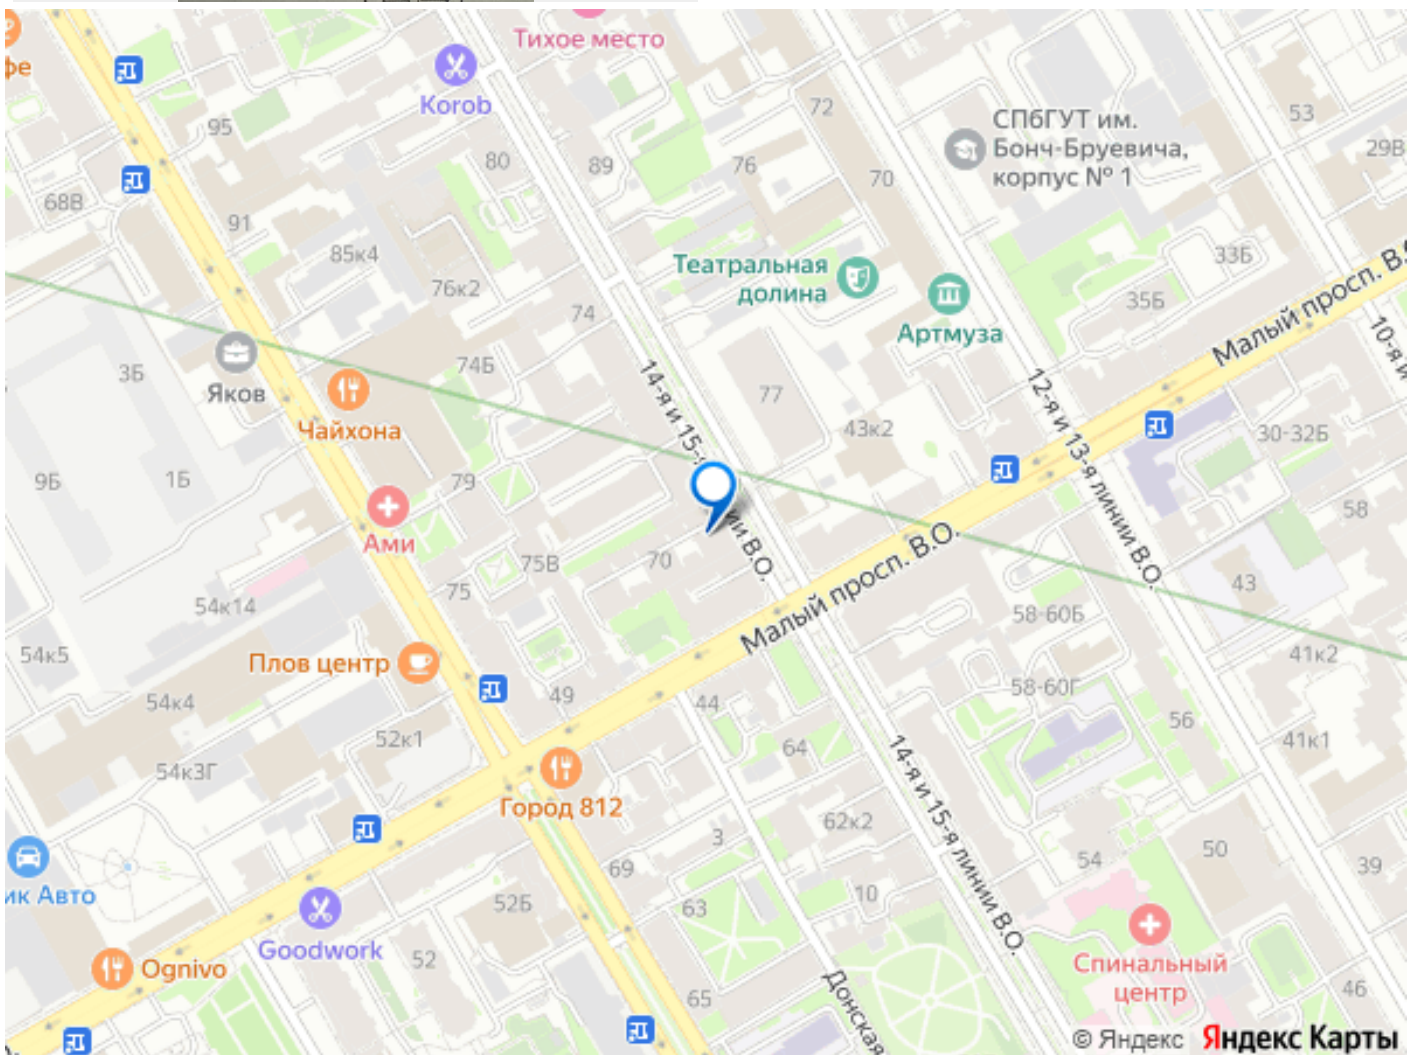 Тихое место
фе
Korob
95
80
89
72
76
70
СПбГУТ им.
Бонч-Бруевича,
корпус № 1
53
29В
68В
91
85к4
76к2
74
Театральная
долина
Артмуза
33Б
35Б
Малый просп. В.О.
10-я и
3Б
Яков
74Б
Чайхона
14-я и 15-я линии В.О.
77
43к2
12-я и 13-я линии В.О.
30-32Б
9Б
1Б
79
58
Ами
75В
70
75
54к14
43
58-60Б
54к5
Плов центр
Малый просп. В.О.
41к2
58-60Г
54к4
49
44
56
52к1
64
41к1
54к3Г
Город 812
14-я и 15-я линии В.О.
62к2
3
54
50
39
ик Авто
69
10
52Б
63
Goodwork
52
Ognivo
Спинальный
центр
65
Донская
46
© Яндекс Яндекс Карты